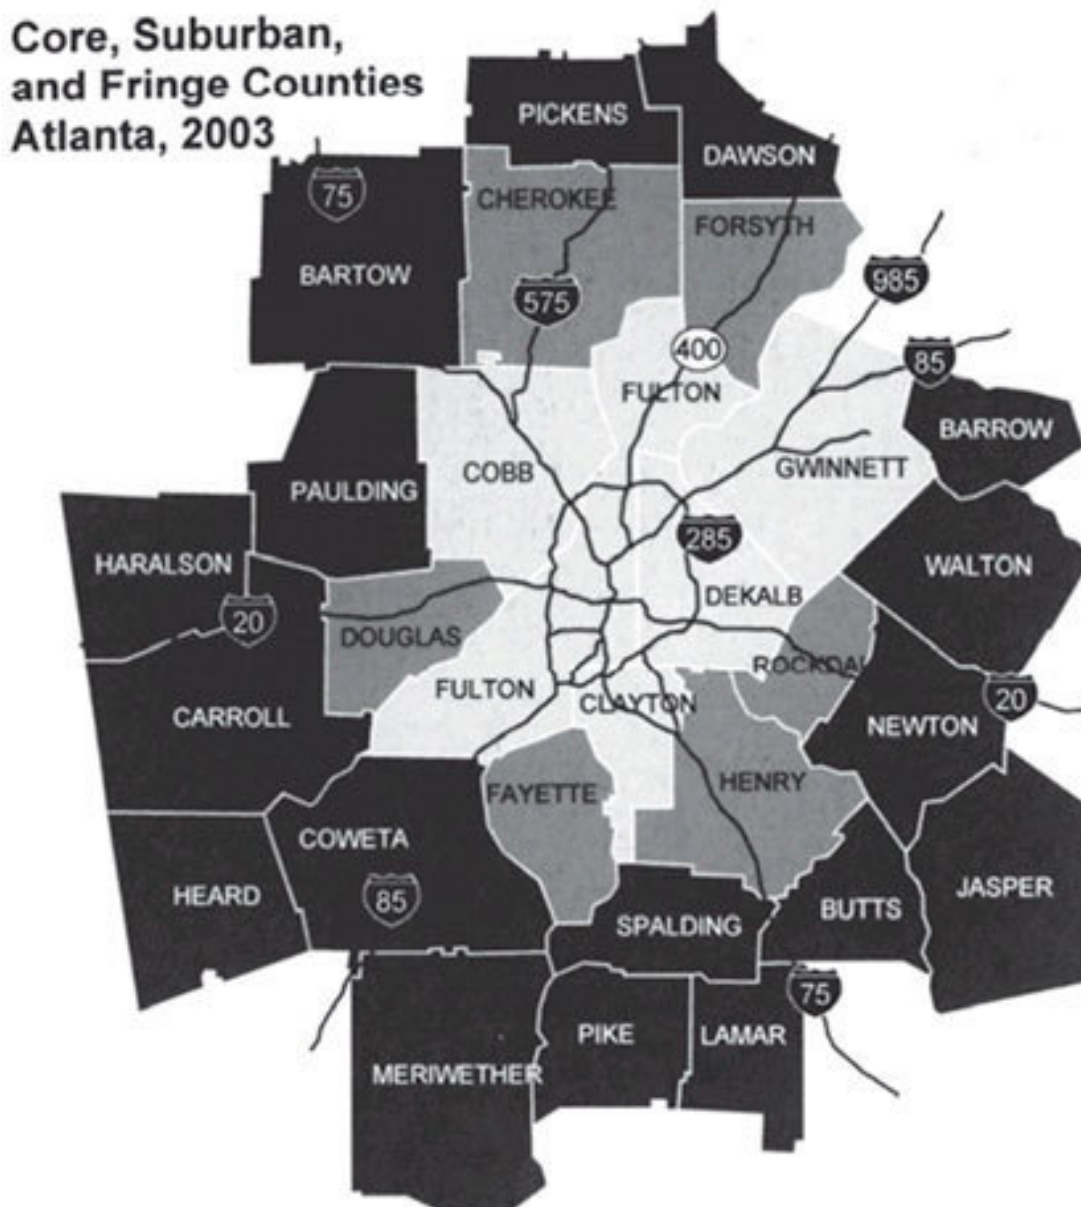 Core, Suburban,
and Fringe Counties
Atlanta, 2003
PICKENS
DAWSON
75
CHEROKEE
FORSYTH
BARTOW
985
575
400
85
FULTON
BARROW
COBB
GWINNETT
PAULDING
285
HARALSON
WALTON
DEKALB
20
DOUGLAS
ROCKDAL
FULTON
CLAYTON
20
CARROLL
NEWTON
HENRY
FAYETTE
COWETA
HEARD
85
JASPER
BUTTS
SPALDING
75
PIKE
LAMAR
MERIWETHER